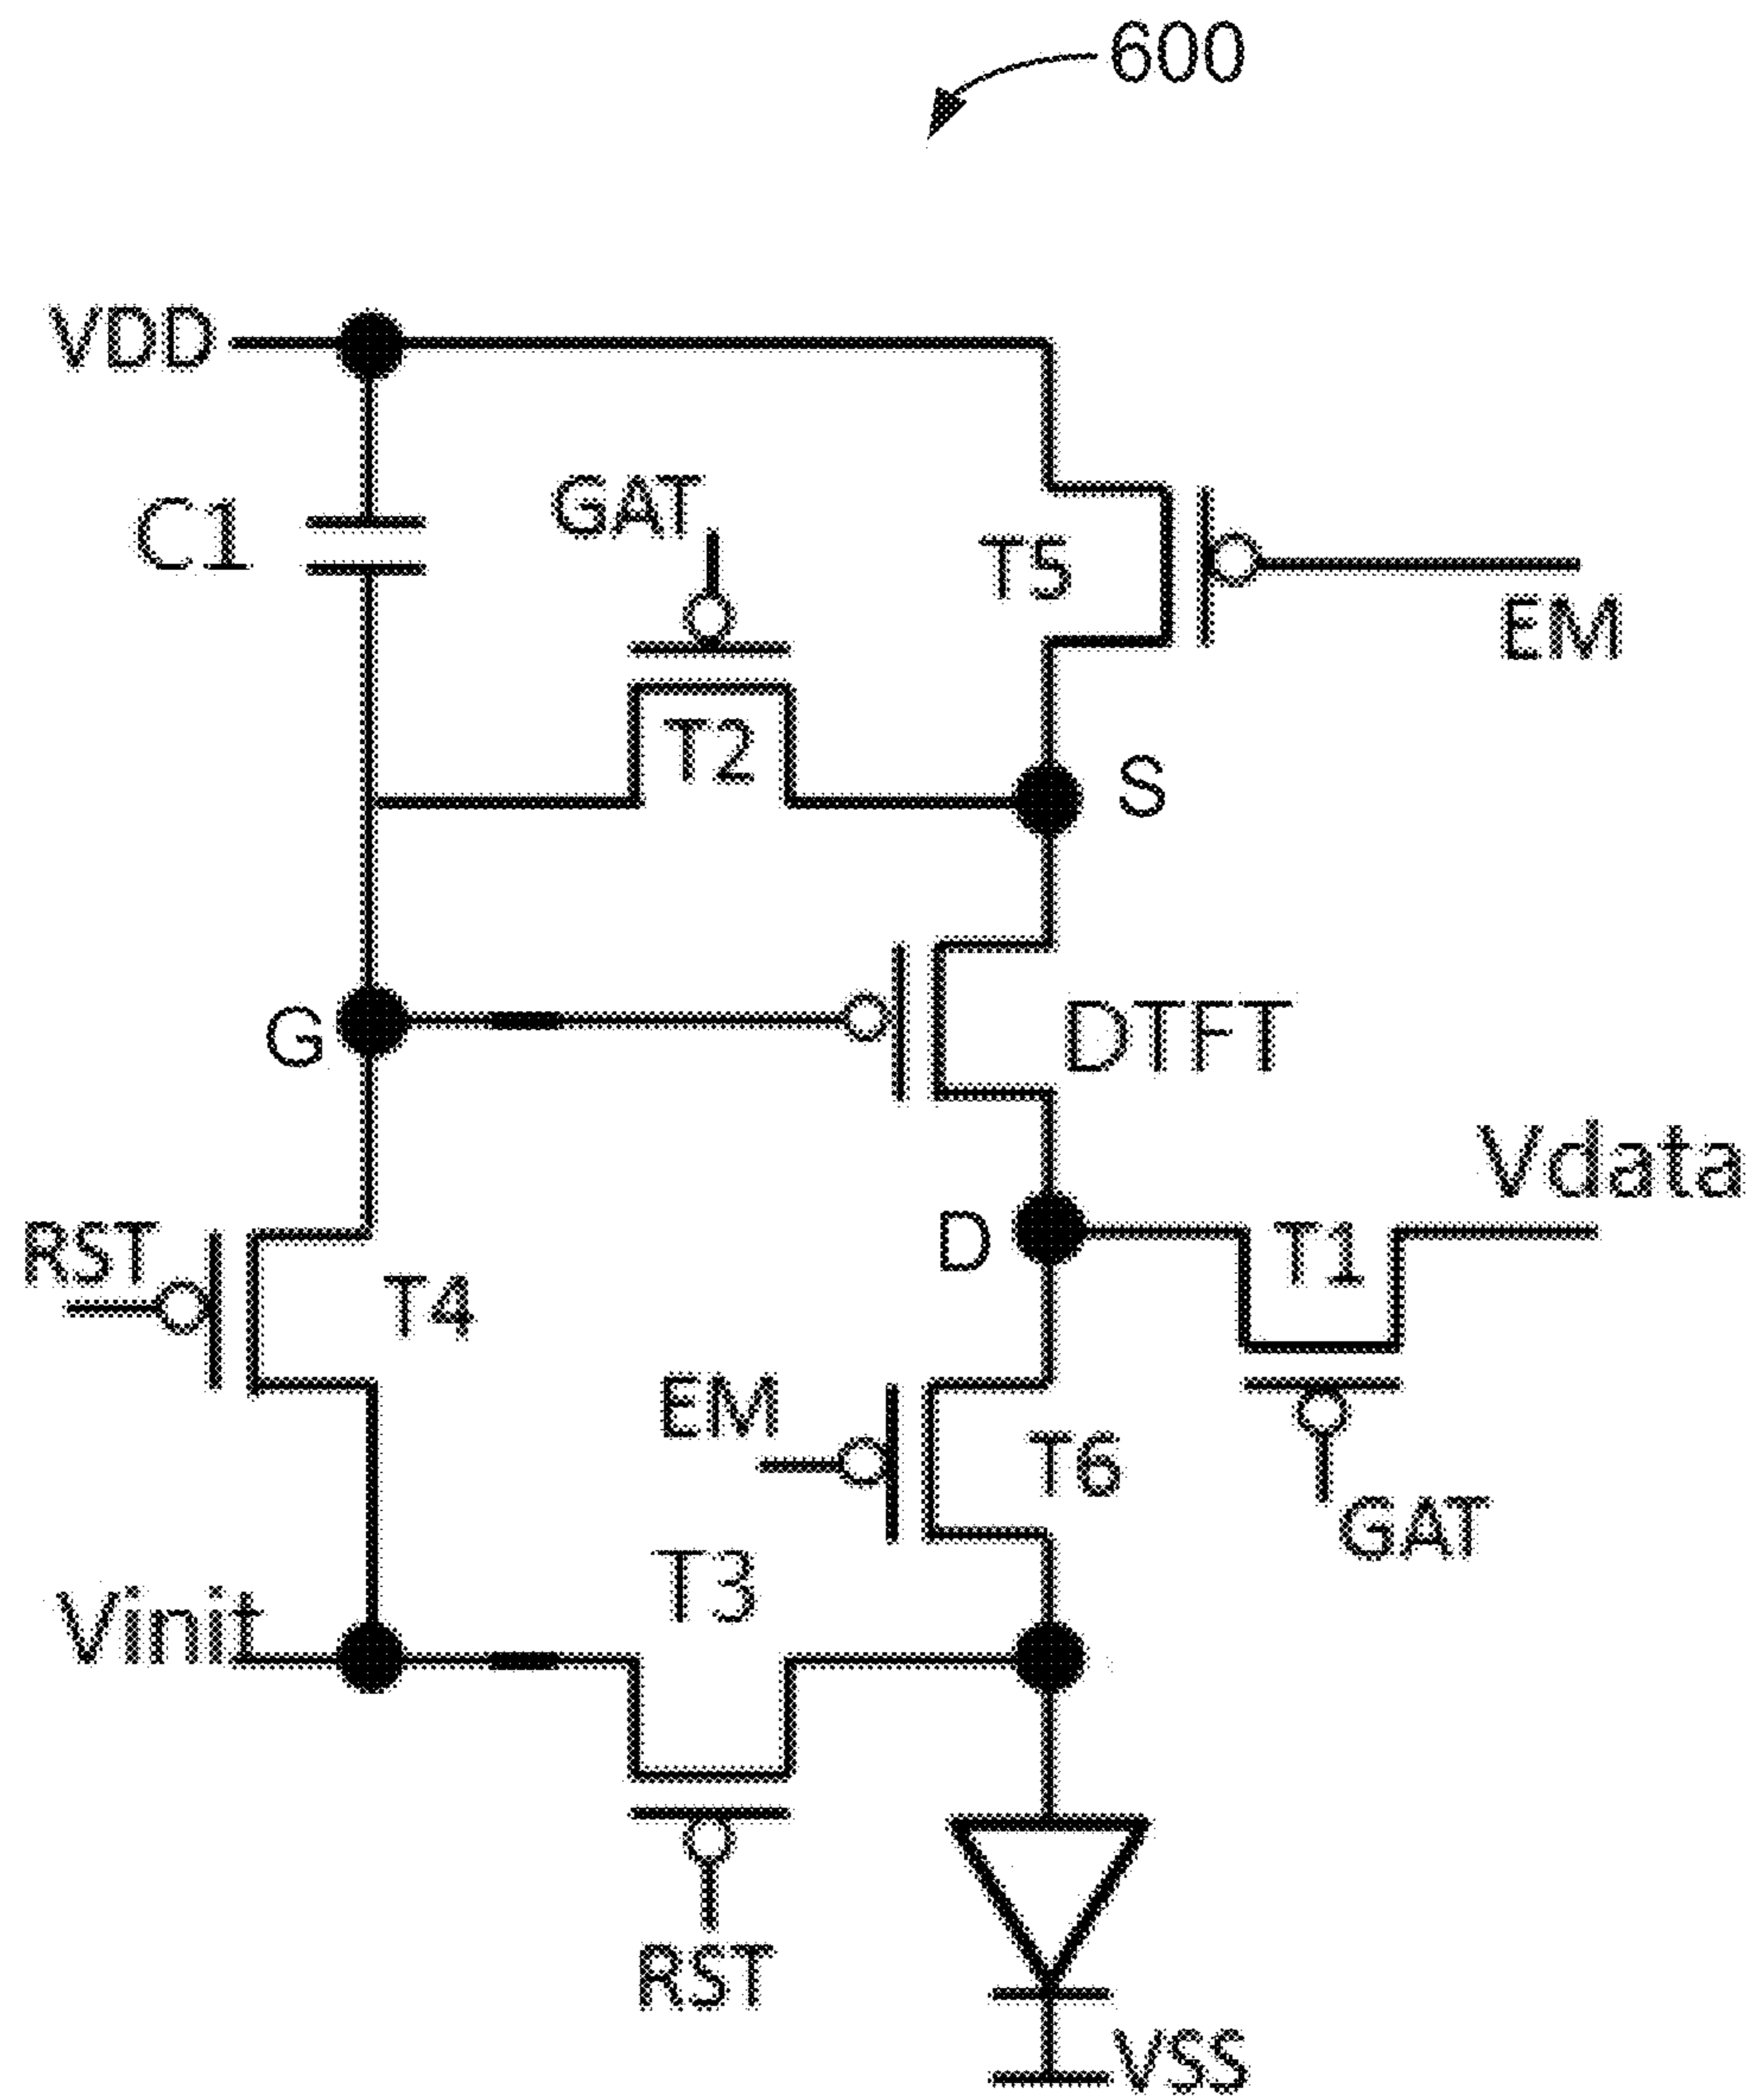 600
VDD
C1
GAT
T5
EM
T2
S
G
DTFT
Vdata
RST
T4
D
T1
EM
T6
GAT
T3
Vinit
RST
VSS